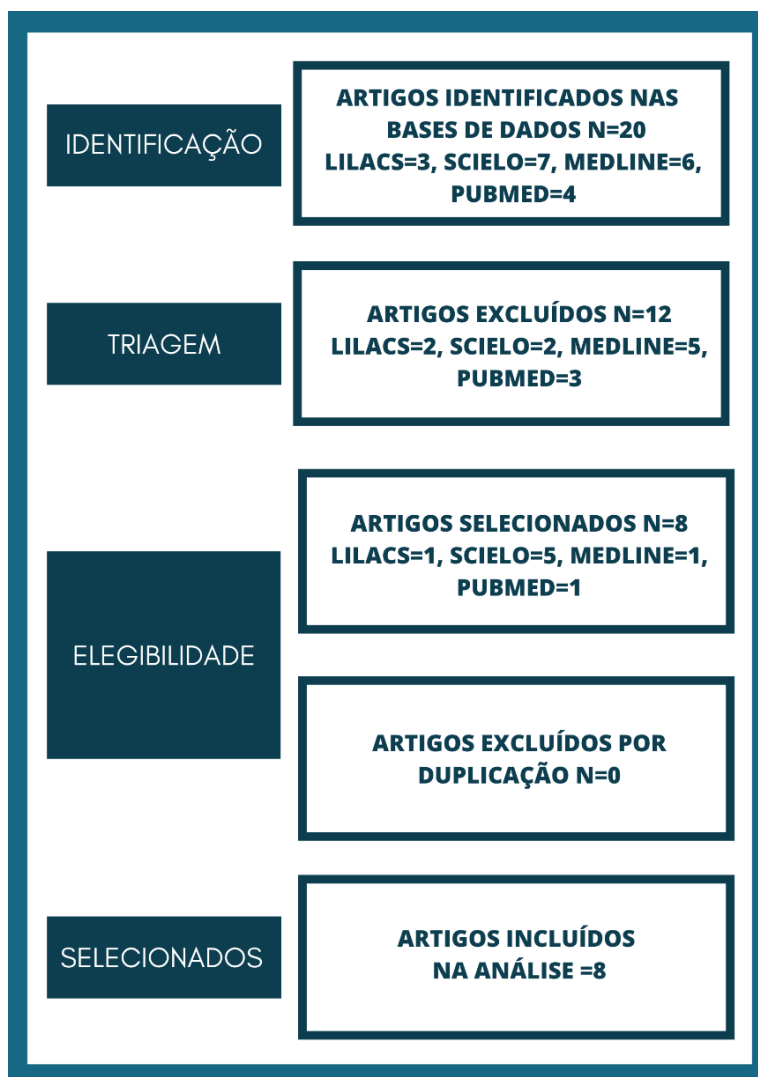 IDENTIFICAÇÃO
ARTIGOS IDENTIFICADOS NAS
BASES DE DADOS N=20
LILACS=3, SCIELO=7, MEDLINE=6,
PUBMED=4
TRIAGEM
ARTIGOS EXCLUÍDOS N=12
LILACS=2, SCIELO=2, MEDLINE=5,
PUBMED=3
ELEGIBILIDADE
ARTIGOS SELECIONADOS N=8
LILACS=1, SCIELO=5, MEDLINE=1,
PUBMED=1
ARTIGOS EXCLUÍDOS POR
DUPLICAÇÃO N=0
SELECIONADOS
ARTIGOS INCLUÍDOS
NA ANÁLISE =8